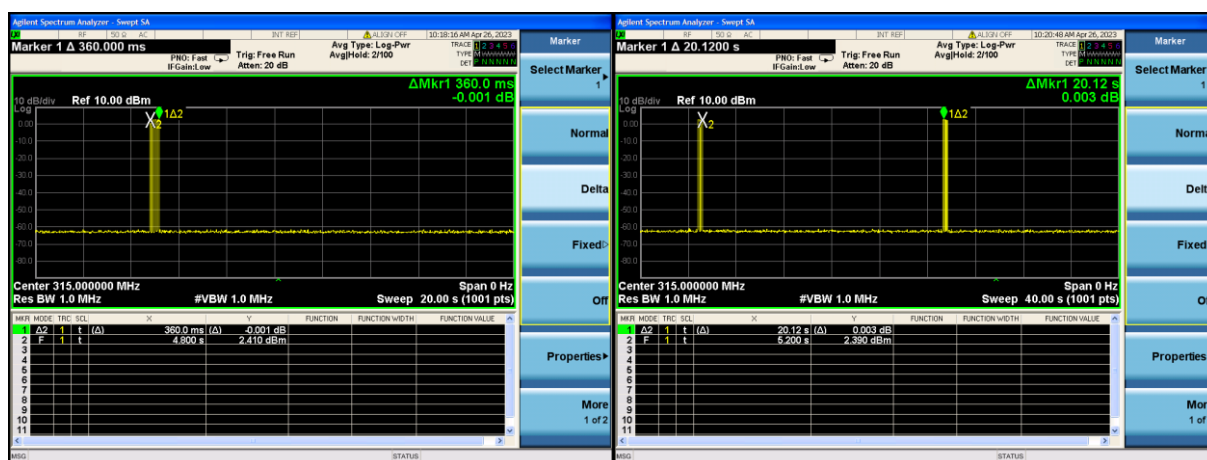 Agilent Spectrum Analyzer - Swept SA
RF 50 Ω AC INT REF ALIGN OFF 10:18:16 AM Apr 26, 2023
Marker 1 Δ 360.000 ms
PNO: Fast
IFGain:Low
Trig: Free Run
Atten: 20 dB
Avg Type: Log-Pwr
Avg|Hold: 2/100
TRACE 1 2 3 4 5 6
TYPE M
DET P N N N N N
ΔMkr1 360.0 ms
-0.001 dB
10 dB/div Ref 10.00 dBm
Log
0.00
-10.0
-20.0
-30.0
-40.0
-50.0
-60.0
-70.0
-80.0
1Δ2
2
Center 315.000000 MHz Span 0 Hz
Res BW 1.0 MHz #VBW 1.0 MHz Sweep 20.00 s (1001 pts)
MKR MODE TRC SCL X Y FUNCTION FUNCTION WIDTH FUNCTION VALUE
1 Δ2 1 t (Δ) 360.0 ms (Δ) -0.001 dB
2 F 1 t 4.800 s 2.410 dBm
3
4
5
6
7
8
9
10
11
MSG STATUS
Marker
Select Marker
1
Normal
Delta
Fixed
Off
Properties
More
1 of 2
Agilent Spectrum Analyzer - Swept SA
RF 50 Ω AC INT REF ALIGN OFF 10:20:48 AM Apr 26, 2023
Marker 1 Δ 20.1200 s
PNO: Fast
IFGain:Low
Trig: Free Run
Atten: 20 dB
Avg Type: Log-Pwr
Avg|Hold: 2/100
TRACE 1 2 3 4 5 6
TYPE M
DET P N N N N N
ΔMkr1 20.12 s
0.003 dB
10 dB/div Ref 10.00 dBm
Log
0.00
-10.0
-20.0
-30.0
-40.0
-50.0
-60.0
-70.0
-80.0
1Δ2
2
Center 315.000000 MHz Span 0 Hz
Res BW 1.0 MHz #VBW 1.0 MHz Sweep 40.00 s (1001 pts)
MKR MODE TRC SCL X Y FUNCTION FUNCTION WIDTH FUNCTION VALUE
1 Δ2 1 t (Δ) 20.12 s (Δ) 0.003 dB
2 F 1 t 5.200 s 2.390 dBm
3
4
5
6
7
8
9
10
11
MSG STATUS
Marker
Select Marker
1
Norma
Delt
Fixed
O
Properties
Mor
1 of